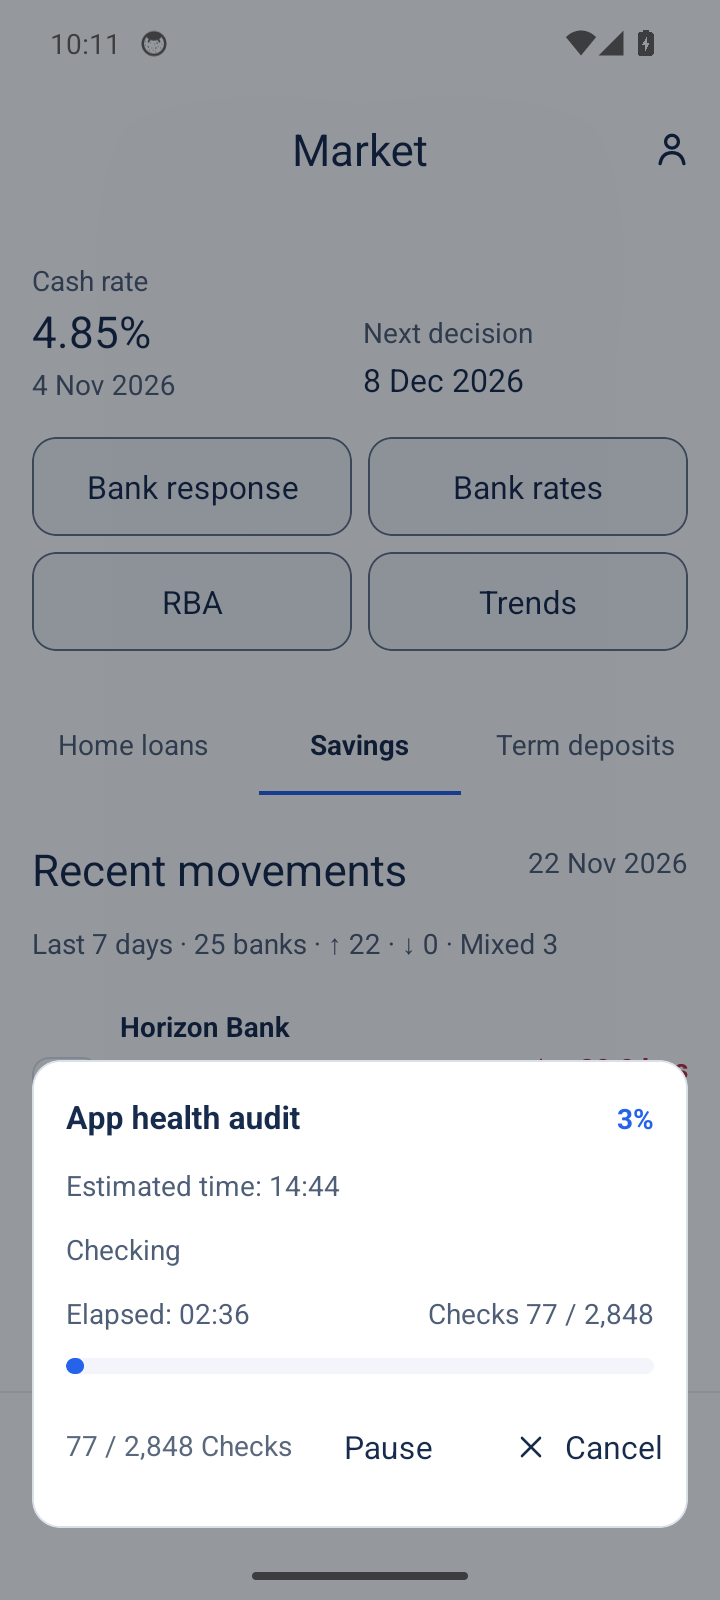 10:11
Market
Cash rate
4.85%
4 Nov 2026
Next decision
8 Dec 2026
Bank response
Bank rates
RBA
Trends
Home loans
Savings
Term deposits
Recent movements
22 Nov 2026
Last 7 days · 25 banks · ↑ 22 · ↓ 0 · Mixed 3
Horizon Bank
App health audit
3%
Estimated time: 14:44
Checking
Elapsed: 02:36
Checks 77 / 2,848
77 / 2,848 Checks
Pause
Cancel